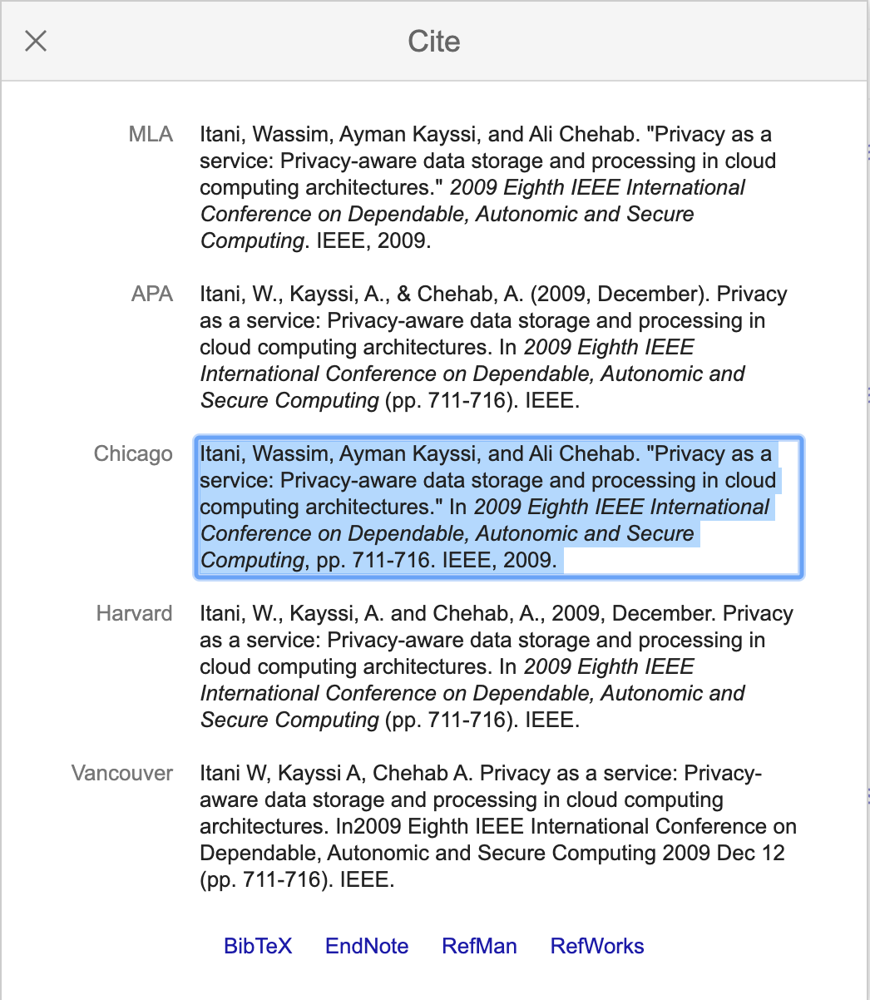 Cite
MLA
Itani, Wassim, Ayman Kayssi, and Ali Chehab. "Privacy as a
service: Privacy-aware data storage and processing in cloud
computing architectures." 2009 Eighth IEEE International
Conference on Dependable, Autonomic and Secure
Computing. IEEE, 2009.
APA
Itani, W., Kayssi, A., & Chehab, A. (2009, December). Privacy
as a service: Privacy-aware data storage and processing in
cloud computing architectures. In 2009 Eighth IEEE
International Conference on Dependable, Autonomic and
Secure Computing (pp. 711-716). IEEE.
Chicago
Itani, Wassim, Ayman Kayssi, and Ali Chehab. "Privacy as a
service: Privacy-aware data storage and processing in cloud
computing architectures." In 2009 Eighth IEEE International
Conference on Dependable, Autonomic and Secure
Computing, pp. 711-716. IEEE, 2009.
Harvard
Itani, W., Kayssi, A. and Chehab, A., 2009, December. Privacy
as a service: Privacy-aware data storage and processing in
cloud computing architectures. In 2009 Eighth IEEE
International Conference on Dependable, Autonomic and
Secure Computing (pp. 711-716). IEEE.
Vancouver
Itani W, Kayssi A, Chehab A. Privacy as a service: Privacy-
aware data storage and processing in cloud computing
architectures. In2009 Eighth IEEE International Conference on
Dependable, Autonomic and Secure Computing 2009 Dec 12
(pp. 711-716). IEEE.
BibTeX EndNote RefMan RefWorks